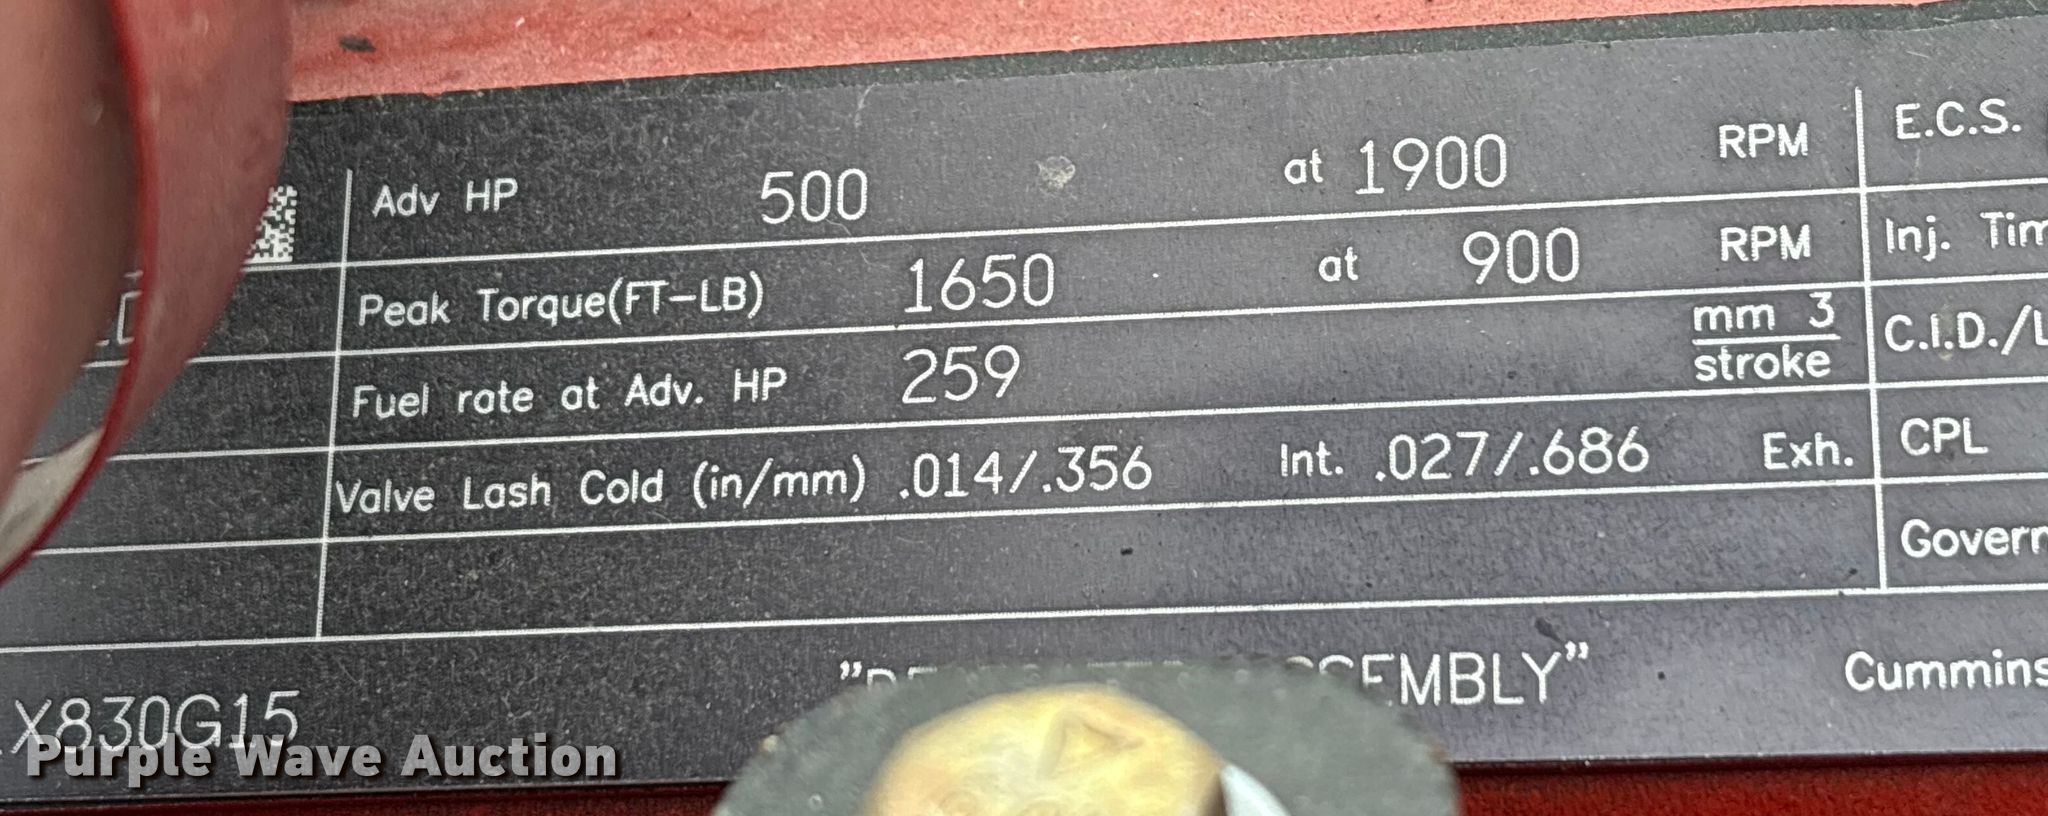 Adv HP 500 at 1900 RPM E.C.S.
Peak Torque(FT-LB) 1650 at 900 RPM Inj. Tim
Fuel rate at Adv. HP 259 mm 3 C.I.D./L
stroke
Valve Lash Cold (in/mm) .014/.356 Int. .027/.686 Exh. CPL
Govern
X830G15 SEMBLY” Cummins
Purple Wave Auction